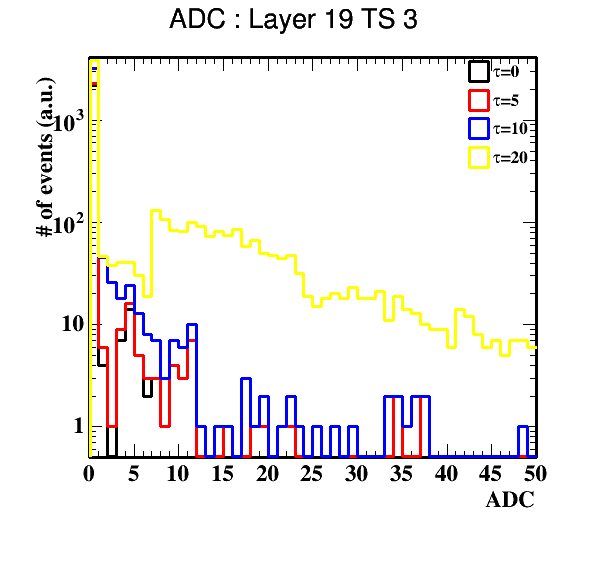 ADC : Layer 19 TS 3
# of events (a.u.)
10³
10²
10
1
τ=0
τ=5
τ=10
τ=20
0 5 10 15 20 25 30 35 40 45 50
ADC